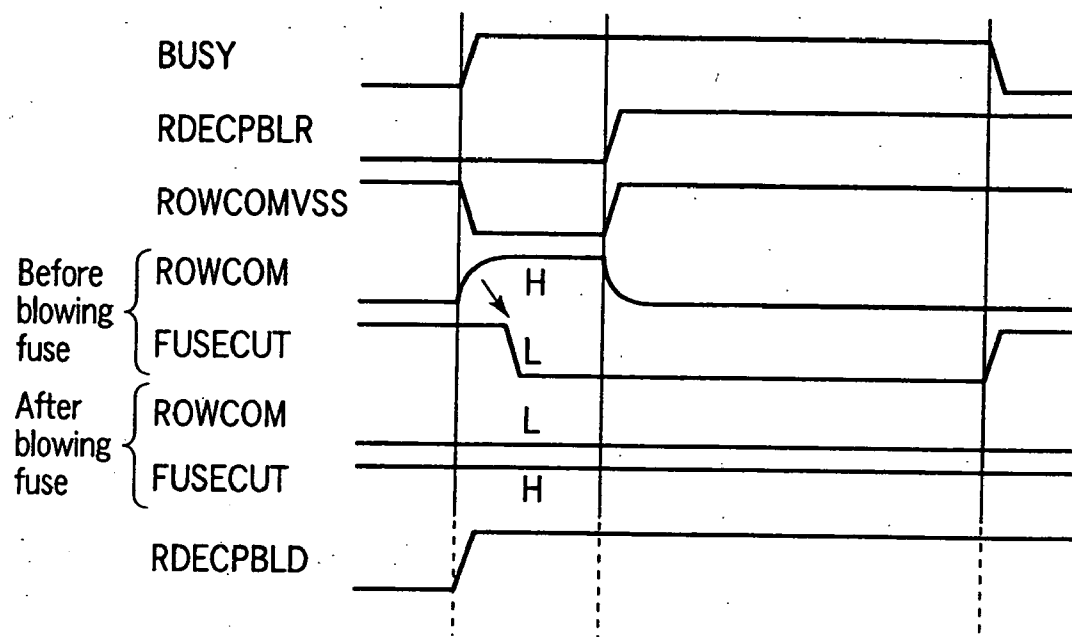 BUSY
RDECPBLR
ROWCOMVSS
Before
blowing
fuse
ROWCOM
H
FUSECUT
L
After
blowing
fuse
ROWCOM
L
FUSECUT
H
RDECPBLD